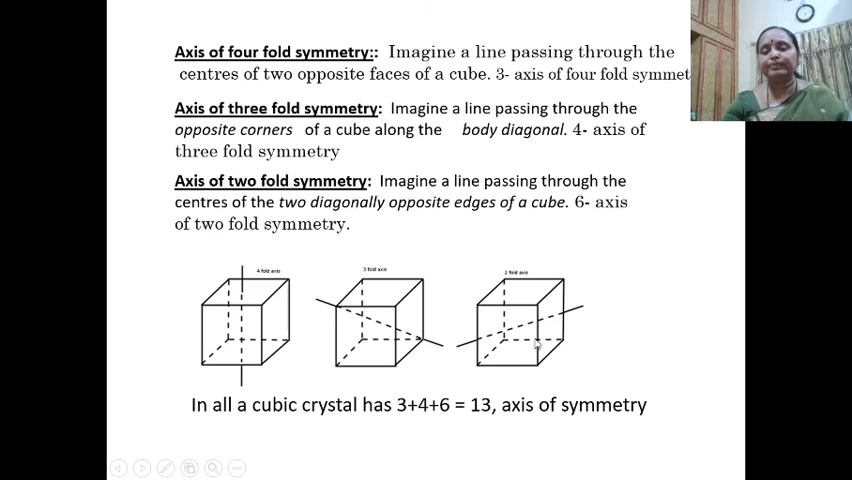 Axis of four fold symmetry:: Imagine a line passing through the
centres of two opposite faces of a cube. 3- axis of four fold symmet
Axis of three fold symmetry: Imagine a line passing through the
opposite corners of a cube along the body diagonal. 4- axis of
three fold symmetry
Axis of two fold symmetry: Imagine a line passing through the
centres of the two diagonally opposite edges of a cube. 6- axis
of two fold symmetry.
4 fold axis
3 fold axis
2 fold axis
In all a cubic crystal has 3+4+6 = 13, axis of symmetry